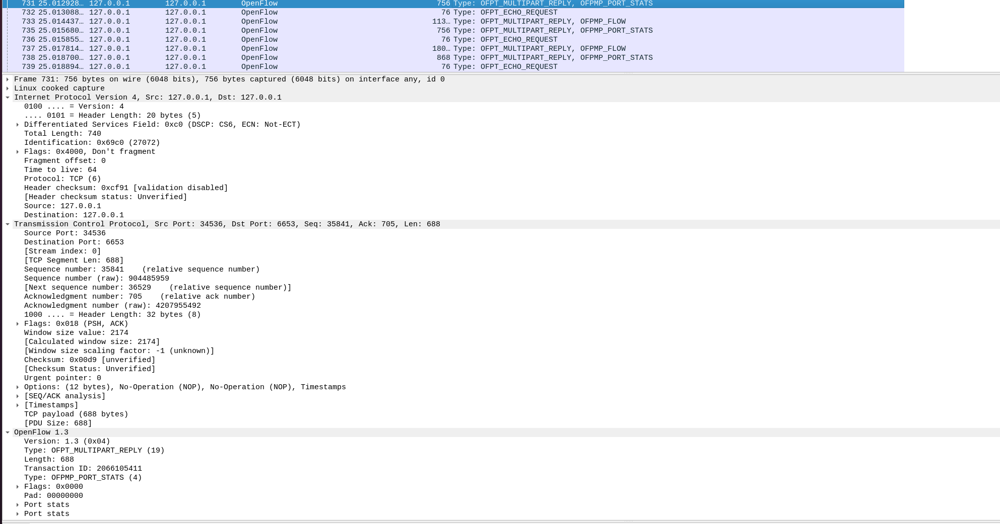 731 25.012928… 127.0.0.1 127.0.0.1 OpenFlow 756 Type: OFPT_MULTIPART_REPLY, OFPMP_PORT_STATS
732 25.013088… 127.0.0.1 127.0.0.1 OpenFlow 76 Type: OFPT_ECHO_REQUEST
733 25.014437… 127.0.0.1 127.0.0.1 OpenFlow 113… Type: OFPT_MULTIPART_REPLY, OFPMP_FLOW
735 25.015680… 127.0.0.1 127.0.0.1 OpenFlow 756 Type: OFPT_MULTIPART_REPLY, OFPMP_PORT_STATS
736 25.015855… 127.0.0.1 127.0.0.1 OpenFlow 76 Type: OFPT_ECHO_REQUEST
737 25.017814… 127.0.0.1 127.0.0.1 OpenFlow 180… Type: OFPT_MULTIPART_REPLY, OFPMP_FLOW
738 25.018700… 127.0.0.1 127.0.0.1 OpenFlow 868 Type: OFPT_MULTIPART_REPLY, OFPMP_PORT_STATS
739 25.018894… 127.0.0.1 127.0.0.1 OpenFlow 76 Type: OFPT_ECHO_REQUEST
Frame 731: 756 bytes on wire (6048 bits), 756 bytes captured (6048 bits) on interface any, id 0
Linux cooked capture
Internet Protocol Version 4, Src: 127.0.0.1, Dst: 127.0.0.1
0100 .... = Version: 4
.... 0101 = Header Length: 20 bytes (5)
Differentiated Services Field: 0xc0 (DSCP: CS6, ECN: Not-ECT)
Total Length: 740
Identification: 0x69c0 (27072)
Flags: 0x4000, Don't fragment
Fragment offset: 0
Time to live: 64
Protocol: TCP (6)
Header checksum: 0xcf91 [validation disabled]
[Header checksum status: Unverified]
Source: 127.0.0.1
Destination: 127.0.0.1
Transmission Control Protocol, Src Port: 34536, Dst Port: 6653, Seq: 35841, Ack: 705, Len: 688
Source Port: 34536
Destination Port: 6653
[Stream index: 0]
[TCP Segment Len: 688]
Sequence number: 35841    (relative sequence number)
Sequence number (raw): 904485959
[Next sequence number: 36529    (relative sequence number)]
Acknowledgment number: 705    (relative ack number)
Acknowledgment number (raw): 4207955492
1000 .... = Header Length: 32 bytes (8)
Flags: 0x018 (PSH, ACK)
Window size value: 2174
[Calculated window size: 2174]
[Window size scaling factor: -1 (unknown)]
Checksum: 0x00d9 [unverified]
[Checksum Status: Unverified]
Urgent pointer: 0
Options: (12 bytes), No-Operation (NOP), No-Operation (NOP), Timestamps
[SEQ/ACK analysis]
[Timestamps]
TCP payload (688 bytes)
[PDU Size: 688]
OpenFlow 1.3
Version: 1.3 (0x04)
Type: OFPT_MULTIPART_REPLY (19)
Length: 688
Transaction ID: 2066105411
Type: OFPMP_PORT_STATS (4)
Flags: 0x0000
Pad: 00000000
Port stats
Port stats